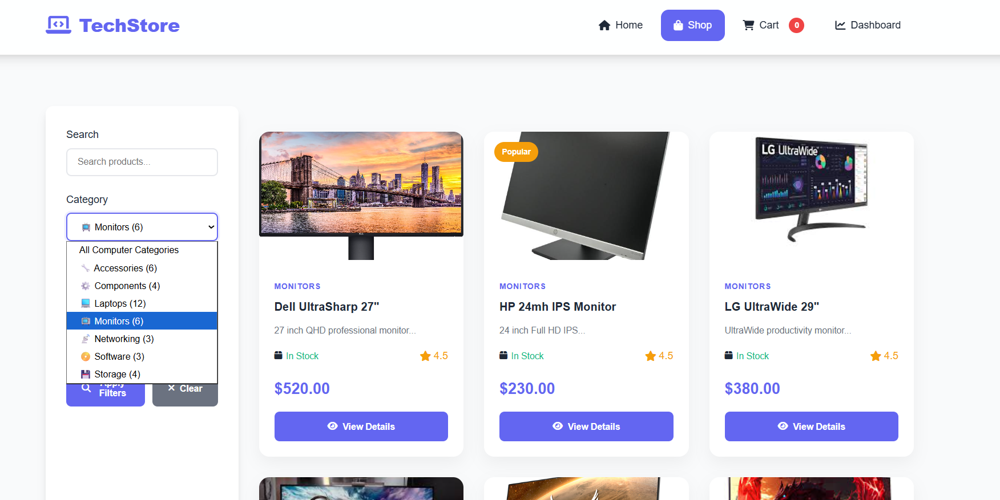 TechStore
Home
Shop
Cart 0
Dashboard
Search
Search products...
Category
Monitors (6)
All Computer Categories
Accessories (6)
Components (4)
Laptops (12)
Monitors (6)
Networking (3)
Software (3)
Storage (4)
Apply
Filters
Clear
MONITORS
Dell UltraSharp 27"
27 inch QHD professional monitor...
In Stock
4.5
$520.00
View Details
Popular
MONITORS
HP 24mh IPS Monitor
24 inch Full HD IPS...
In Stock
4.5
$230.00
View Details
LG UltraWide
MONITORS
LG UltraWide 29"
UltraWide productivity monitor...
In Stock
4.5
$380.00
View Details